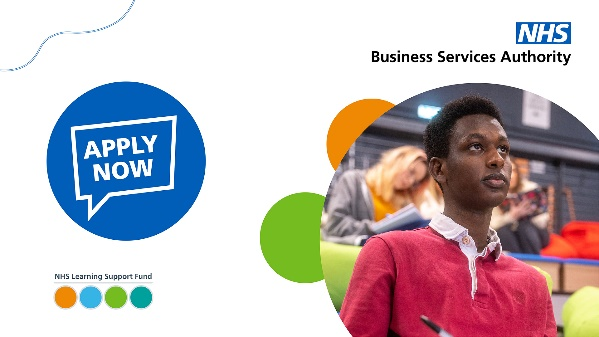 NHS
Business Services Authority
APPLY
NOW
NHS Learning Support Fund